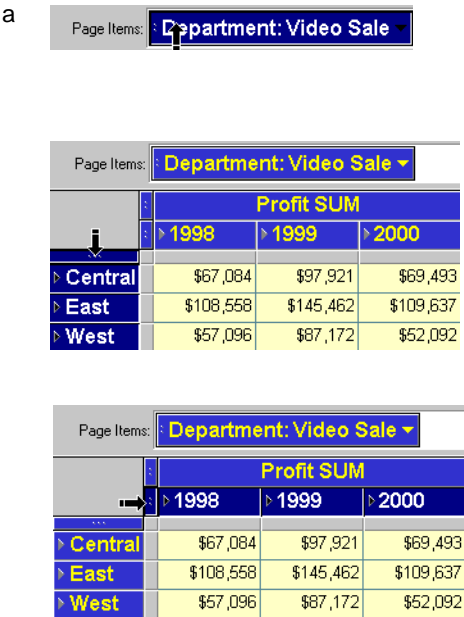 a
Page Items: Department: Video Sale
Page Items: Department: Video Sale
Profit SUM
1998 1999 2000
Central $67,084 $97,921 $69,493
East $108,558 $145,462 $109,637
West $57,096 $87,172 $52,092
Page Items: Department: Video Sale
Profit SUM
1998 1999 2000
Central $67,084 $97,921 $69,493
East $108,558 $145,462 $109,637
West $57,096 $87,172 $52,092